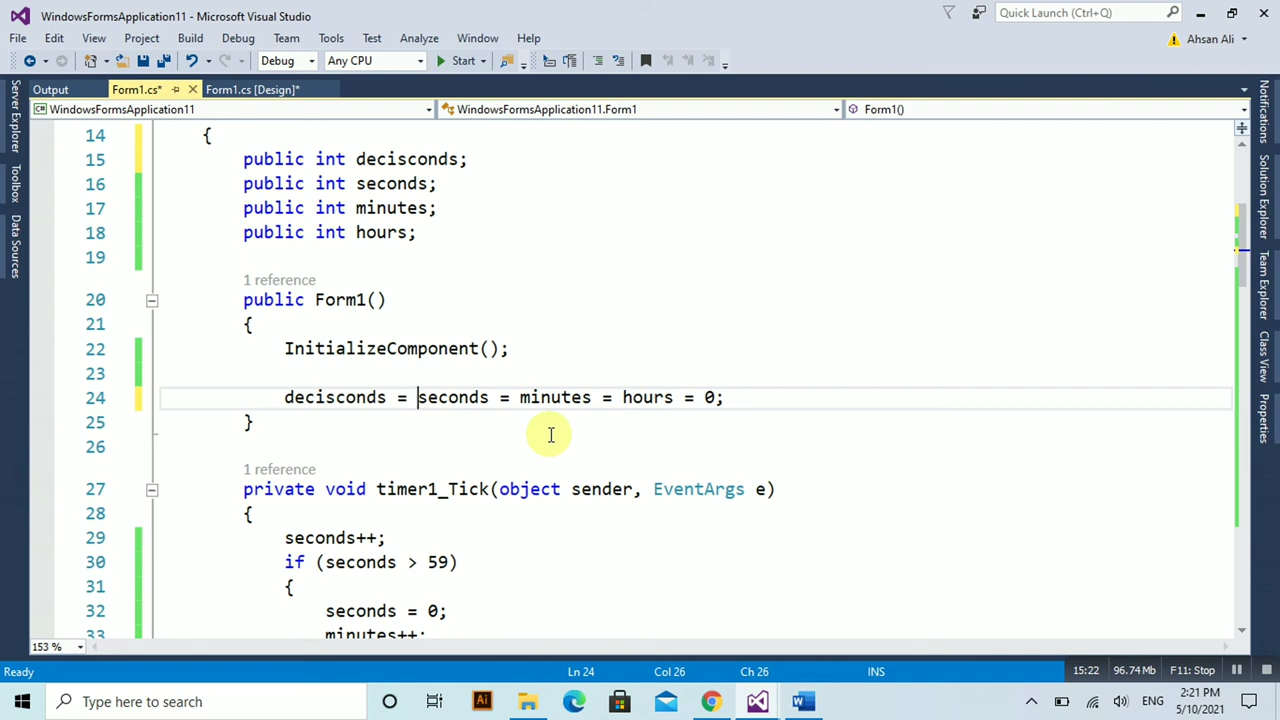 WindowsFormsApplication11 - Microsoft Visual Studio
Quick Launch (Ctrl+Q)
File Edit View Project Build Debug Team Tools Test Analyze Window Help
Ahsan Ali
Debug Any CPU Start
Output Form1.cs* Form1.cs [Design]*
WindowsFormsApplication11 WindowsFormsApplication11.Form1 Form1()
Server Explorer
Toolbox
Data Sources
14 {
15 public int decisconds;
16 public int seconds;
17 public int minutes;
18 public int hours;
19
1 reference
20 public Form1()
21 {
22 InitializeComponent();
23
24 decisconds = seconds = minutes = hours = 0;
25 }
26
1 reference
27 private void timer1_Tick(object sender, EventArgs e)
28 {
29 seconds++;
30 if (seconds > 59)
31 {
32 seconds = 0;
33 minutes++;
Notifications
Solution Explorer
Team Explorer
Class View
Properties
153 %
Ready Ln 24 Col 26 Ch 26 INS 15:22 96.74 Mb F11: Stop
Type here to search
Ai
W
ENG
2:21 PM
5/10/2021